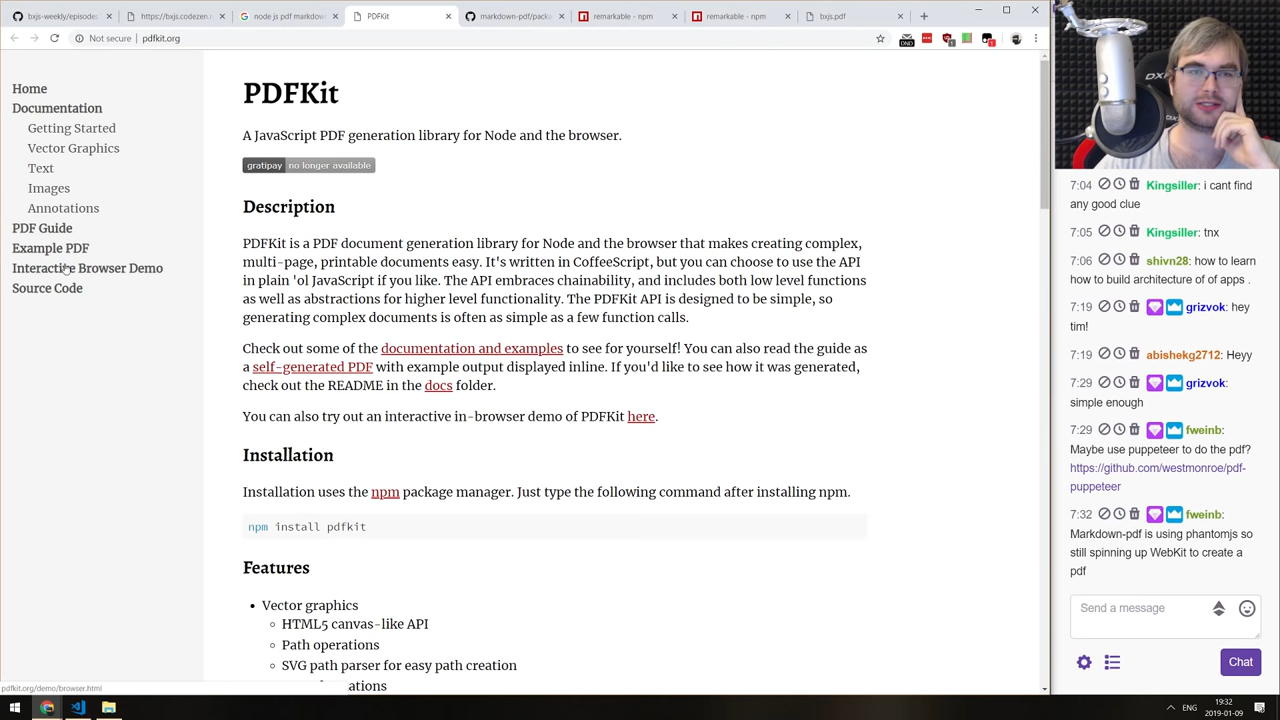 bxjs-weekly/episodes
https://bxjs.codezen.n
node js pdf markdow
PDFKit
markdown-pdf/packa
remarkable - npm
remarkable - npm
bxjs.pdf
Not secure | pdfkit.org
DND
1
1
Home
Documentation
Getting Started
Vector Graphics
Text
Images
Annotations
PDF Guide
Example PDF
Interactive Browser Demo
Source Code
PDFKit
A JavaScript PDF generation library for Node and the browser.
gratipay no longer available
Description
PDFKit is a PDF document generation library for Node and the browser that makes creating complex,
multi-page, printable documents easy. It's written in CoffeeScript, but you can choose to use the API
in plain 'ol JavaScript if you like. The API embraces chainability, and includes both low level functions
as well as abstractions for higher level functionality. The PDFKit API is designed to be simple, so
generating complex documents is often as simple as a few function calls.
Check out some of the documentation and examples to see for yourself! You can also read the guide as
a self-generated PDF with example output displayed inline. If you'd like to see how it was generated,
check out the README in the docs folder.
You can also try out an interactive in-browser demo of PDFKit here.
Installation
Installation uses the npm package manager. Just type the following command after installing npm.
npm install pdfkit
Features
• Vector graphics
HTML5 canvas-like API
Path operations
SVG path parser for easy path creation
pdfkit.org/demo/browser.html
DX
7:04 Kingsiller: i cant find
any good clue
7:05 Kingsiller: tnx
7:06 shivn28: how to learn
how to build architecture of of apps .
7:19 grizvok: hey
tim!
7:19 abishekg2712: Heyy
7:29 grizvok:
simple enough
7:29 fweinb:
Maybe use puppeteer to do the pdf?
https://github.com/westmonroe/pdf-
puppeteer
7:32 fweinb:
Markdown-pdf is using phantomjs so
still spinning up WebKit to create a
pdf
Send a message
Chat
ENG
19:32
2019-01-09